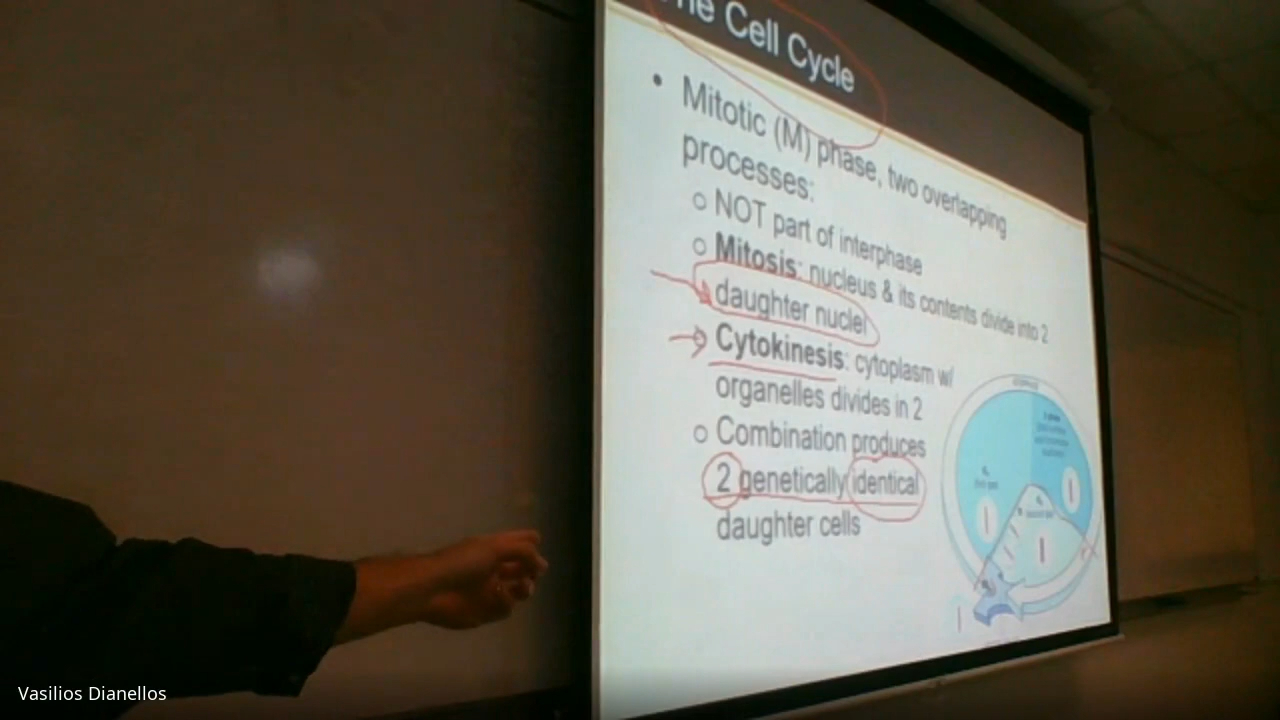 The Cell Cycle
• Mitotic (M) phase, two overlapping
processes:
o NOT part of interphase
o Mitosis: nucleus & its contents divide into 2
daughter nuclei
o Cytokinesis: cytoplasm w/
organelles divides in 2
o Combination produces
2 genetically identical
daughter cells
Vasilios Dianellos